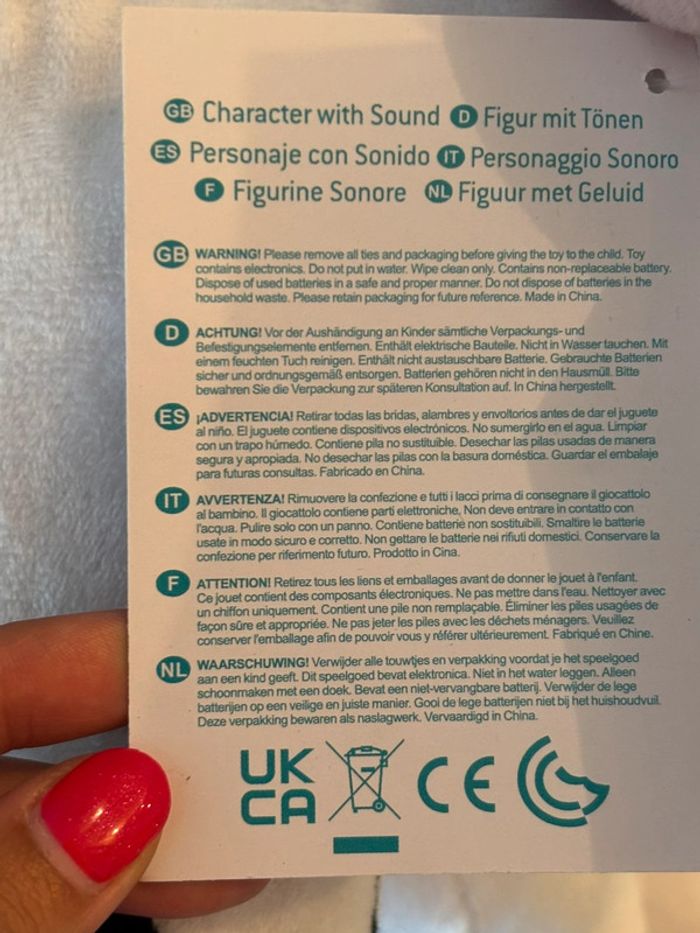 GB Character with Sound D Figur mit Tönen
ES Personaje con Sonido IT Personaggio Sonoro
F Figurine Sonore NL Figuur met Geluid
GB WARNING! Please remove all ties and packaging before giving the toy to the child. Toy
contains electronics. Do not put in water. Wipe clean only. Contains non-replaceable battery.
Dispose of used batteries in a safe and proper manner. Do not dispose of batteries in the
household waste. Please retain packaging for future reference. Made in China.
D ACHTUNG! Vor der Aushändigung an Kinder sämtliche Verpackungs- und
Befestigungselemente entfernen. Enthält elektrische Bauteile. Nicht in Wasser tauchen. Mit
einem feuchten Tuch reinigen. Enthält nicht austauschbare Batterie. Gebrauchte Batterien
sicher und ordnungsgemäß entsorgen. Batterien gehören nicht in den Hausmüll. Bitte
bewahren Sie die Verpackung zur späteren Konsultation auf. In China hergestellt.
ES ¡ADVERTENCIA! Retirar todas las bridas, alambres y envoltorios antes de dar el juguete
al niño. El juguete contiene dispositivos electrónicos. No sumergirlo en el agua. Limpiar
con un trapo húmedo. Contiene pila no sustituible. Desechar las pilas usadas de manera
segura y apropiada. No desechar las pilas con la basura doméstica. Guardar el embalaje
para futuras consultas. Fabricado en China.
IT AVVERTENZA! Rimuovere la confezione e tutti i lacci prima di consegnare il giocattolo
al bambino. Il giocattolo contiene parti elettroniche. Non deve entrare in contatto con
l'acqua. Pulire solo con un panno. Contiene batterie non sostituibili. Smaltire le batterie
usate in modo sicuro e corretto. Non gettare le batterie nei rifiuti domestici. Conservare la
confezione per riferimento futuro. Prodotto in Cina.
F ATTENTION! Retirez tous les liens et emballages avant de donner le jouet à l'enfant.
Ce jouet contient des composants électroniques. Ne pas mettre dans l'eau. Nettoyer avec
un chiffon uniquement. Contient une pile non remplaçable. Éliminer les piles usagées de
façon sûre et appropriée. Ne pas jeter les piles avec les déchets ménagers. Veuillez
conserver l'emballage afin de pouvoir vous y référer ultérieurement. Fabriqué en Chine.
NL WAARSCHUWING! Verwijder alle touwtjes en verpakking voordat je het speelgoed
aan een kind geeft. Dit speelgoed bevat elektronica. Niet in het water leggen. Alleen
schoonmaken met een doek. Bevat een niet-vervangbare batterij. Verwijder de lege
batterijen op een veilige en juiste manier. Gooi de lege batterijen niet bij het huishoudvuil.
Deze verpakking bewaren als naslagwerk. Vervaardigd in China.
UK
CA CE